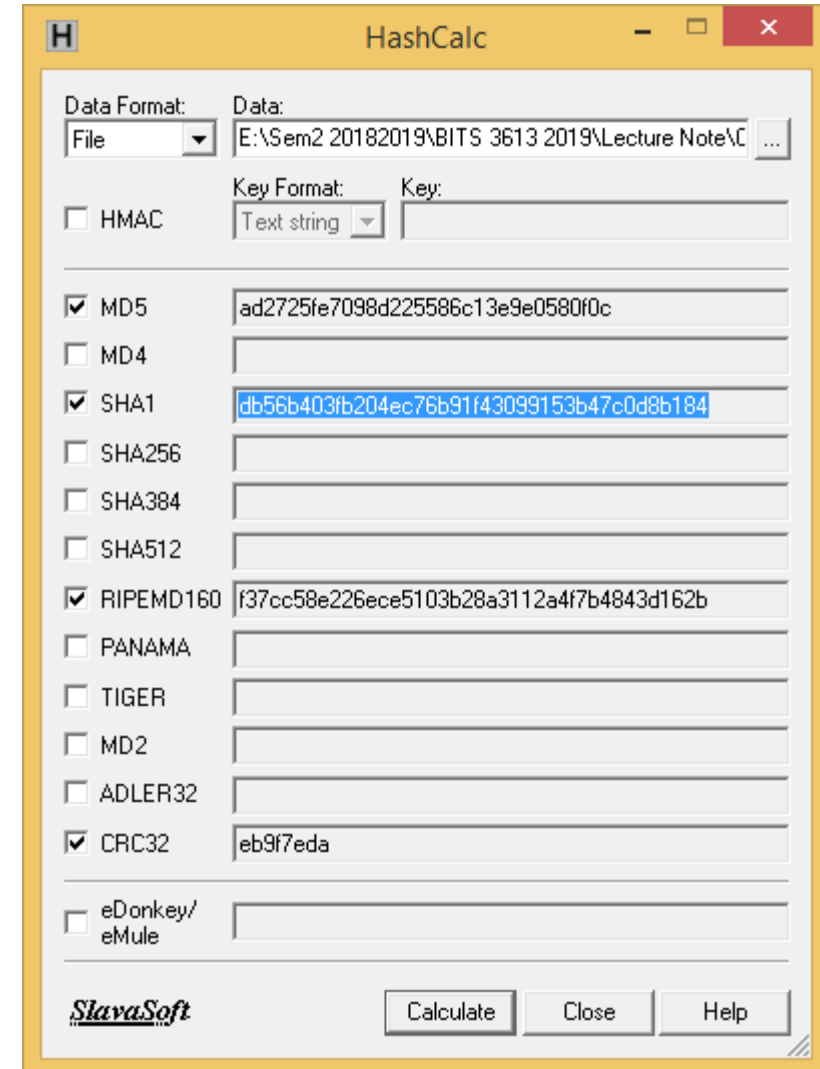 H HashCalc
Data Format: Data:
File E:\Sem2 20182019\BITS 3613 2019\Lecture Note\C ...
Key Format: Key:
HMAC Text string
MD5 ad2725fe7098d225586c13e9e0580f0c
MD4
SHA1 db56b403fb204ec76b91f43099153b47c0d8b184
SHA256
SHA384
SHA512
RIPEMD160 f37cc58e226ece5103b28a3112a4f7b4843d162b
PANAMA
TIGER
MD2
ADLER32
CRC32 eb9f7eda
eDonkey/
eMule
SlavaSoft Calculate Close Help